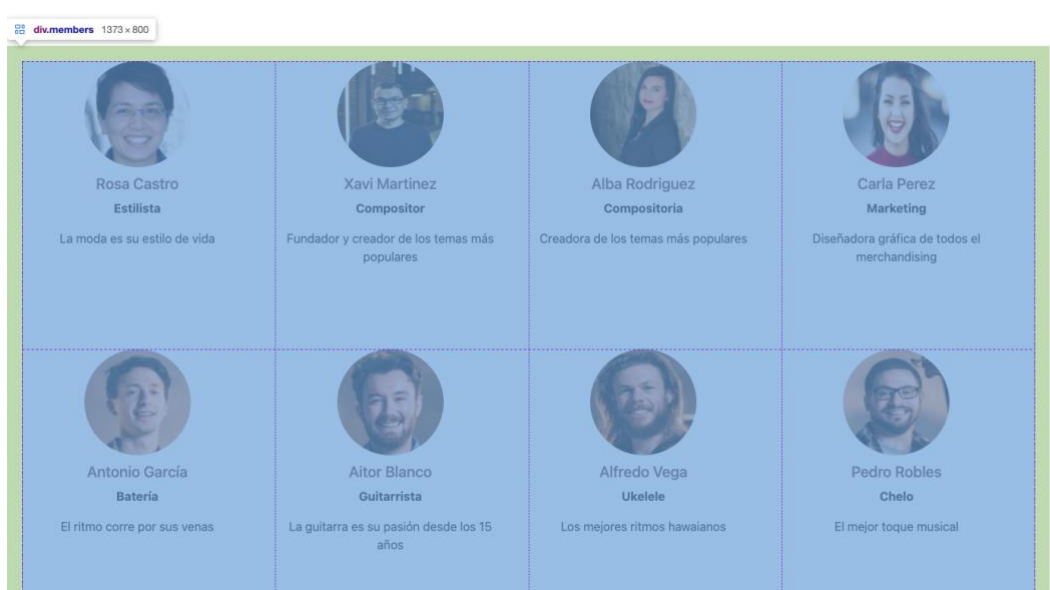 div.members 1373 × 800
Rosa Castro
Estilista
La moda es su estilo de vida
Xavi Martinez
Compositor
Fundador y creador de los temas más
populares
Alba Rodriguez
Compositoria
Creadora de los temas más populares
Carla Perez
Marketing
Diseñadora gráfica de todos el
merchandising
Antonio García
Batería
El ritmo corre por sus venas
Aitor Blanco
Guitarrista
La guitarra es su pasión desde los 15
años
Alfredo Vega
Ukelele
Los mejores ritmos hawaianos
Pedro Robles
Chelo
El mejor toque musical